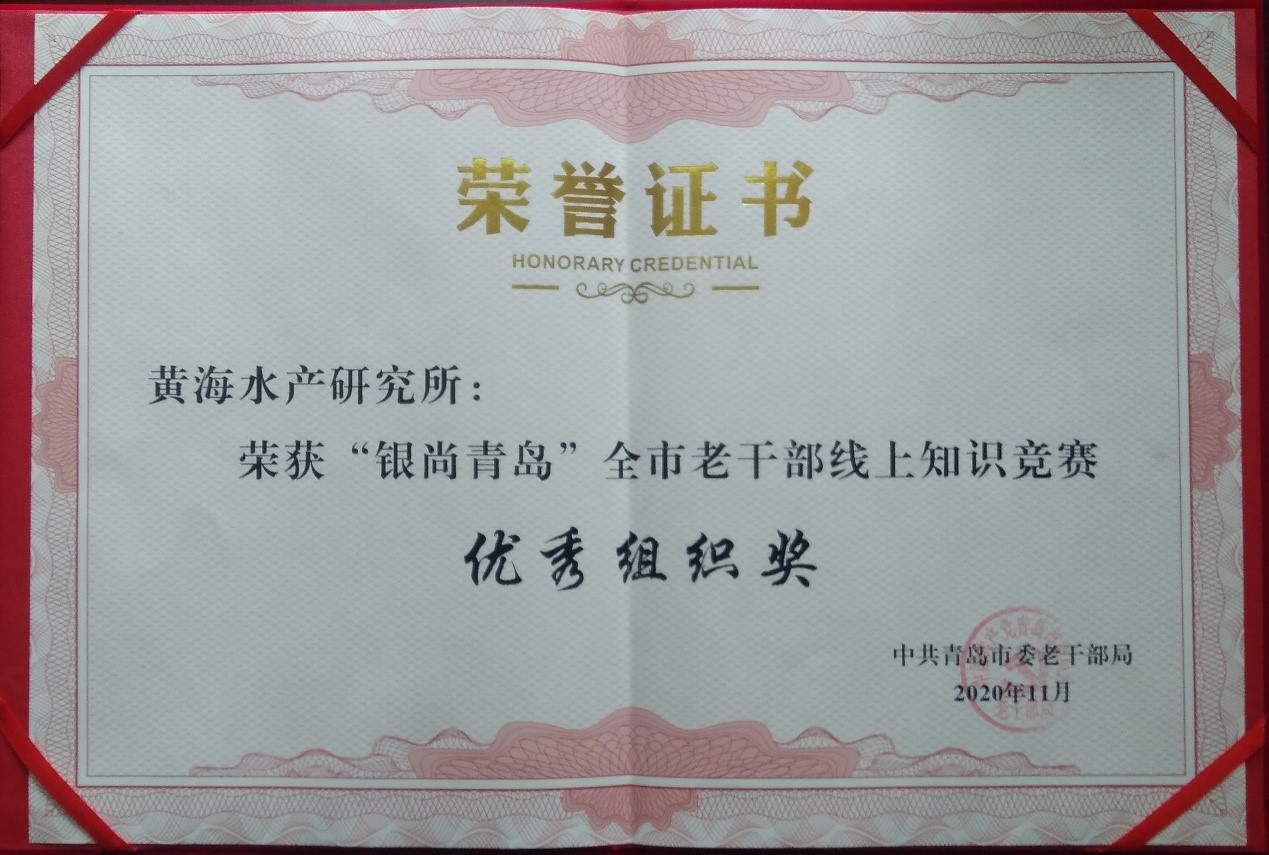 荣誉证书
HONORARY CREDENTIAL
黄海水产研究所：
荣获“银尚青岛”全市老干部线上知识竞赛
优秀组织奖
中共青岛市委老干部局
2020年11月